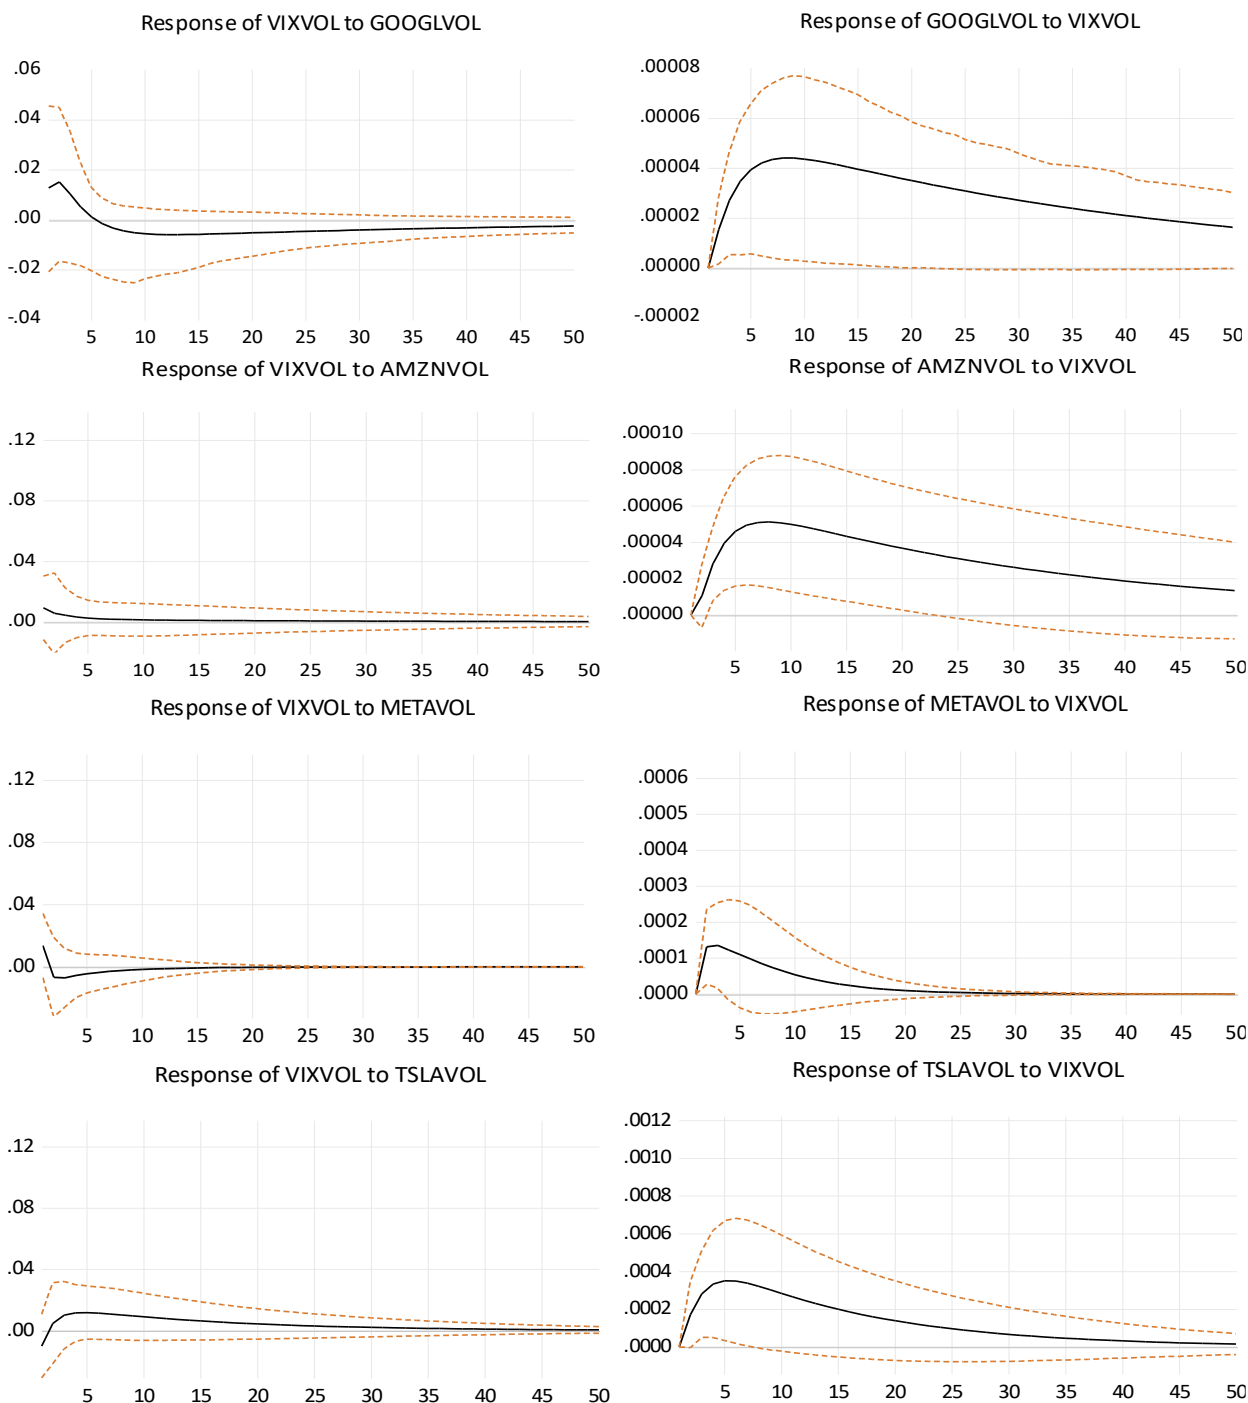 Response of VIXVOL to GOOGLVOL
.06
.04
.02
.00
-.02
-.04
5 10 15 20 25 30 35 40 45 50
Response of GOOGLVOL to VIXVOL
.00008
.00006
.00004
.00002
.00000
-.00002
5 10 15 20 25 30 35 40 45 50
Response of VIXVOL to AMZNVOL
.12
.08
.04
.00
5 10 15 20 25 30 35 40 45 50
Response of AMZNVOL to VIXVOL
.00010
.00008
.00006
.00004
.00002
.00000
5 10 15 20 25 30 35 40 45 50
Response of VIXVOL to METAVOL
.12
.08
.04
.00
5 10 15 20 25 30 35 40 45 50
Response of METAVOL to VIXVOL
.0006
.0005
.0004
.0003
.0002
.0001
.0000
5 10 15 20 25 30 35 40 45 50
Response of VIXVOL to TSLAVOL
.12
.08
.04
.00
5 10 15 20 25 30 35 40 45 50
Response of TSLAVOL to VIXVOL
.0012
.0010
.0008
.0006
.0004
.0002
.0000
5 10 15 20 25 30 35 40 45 50